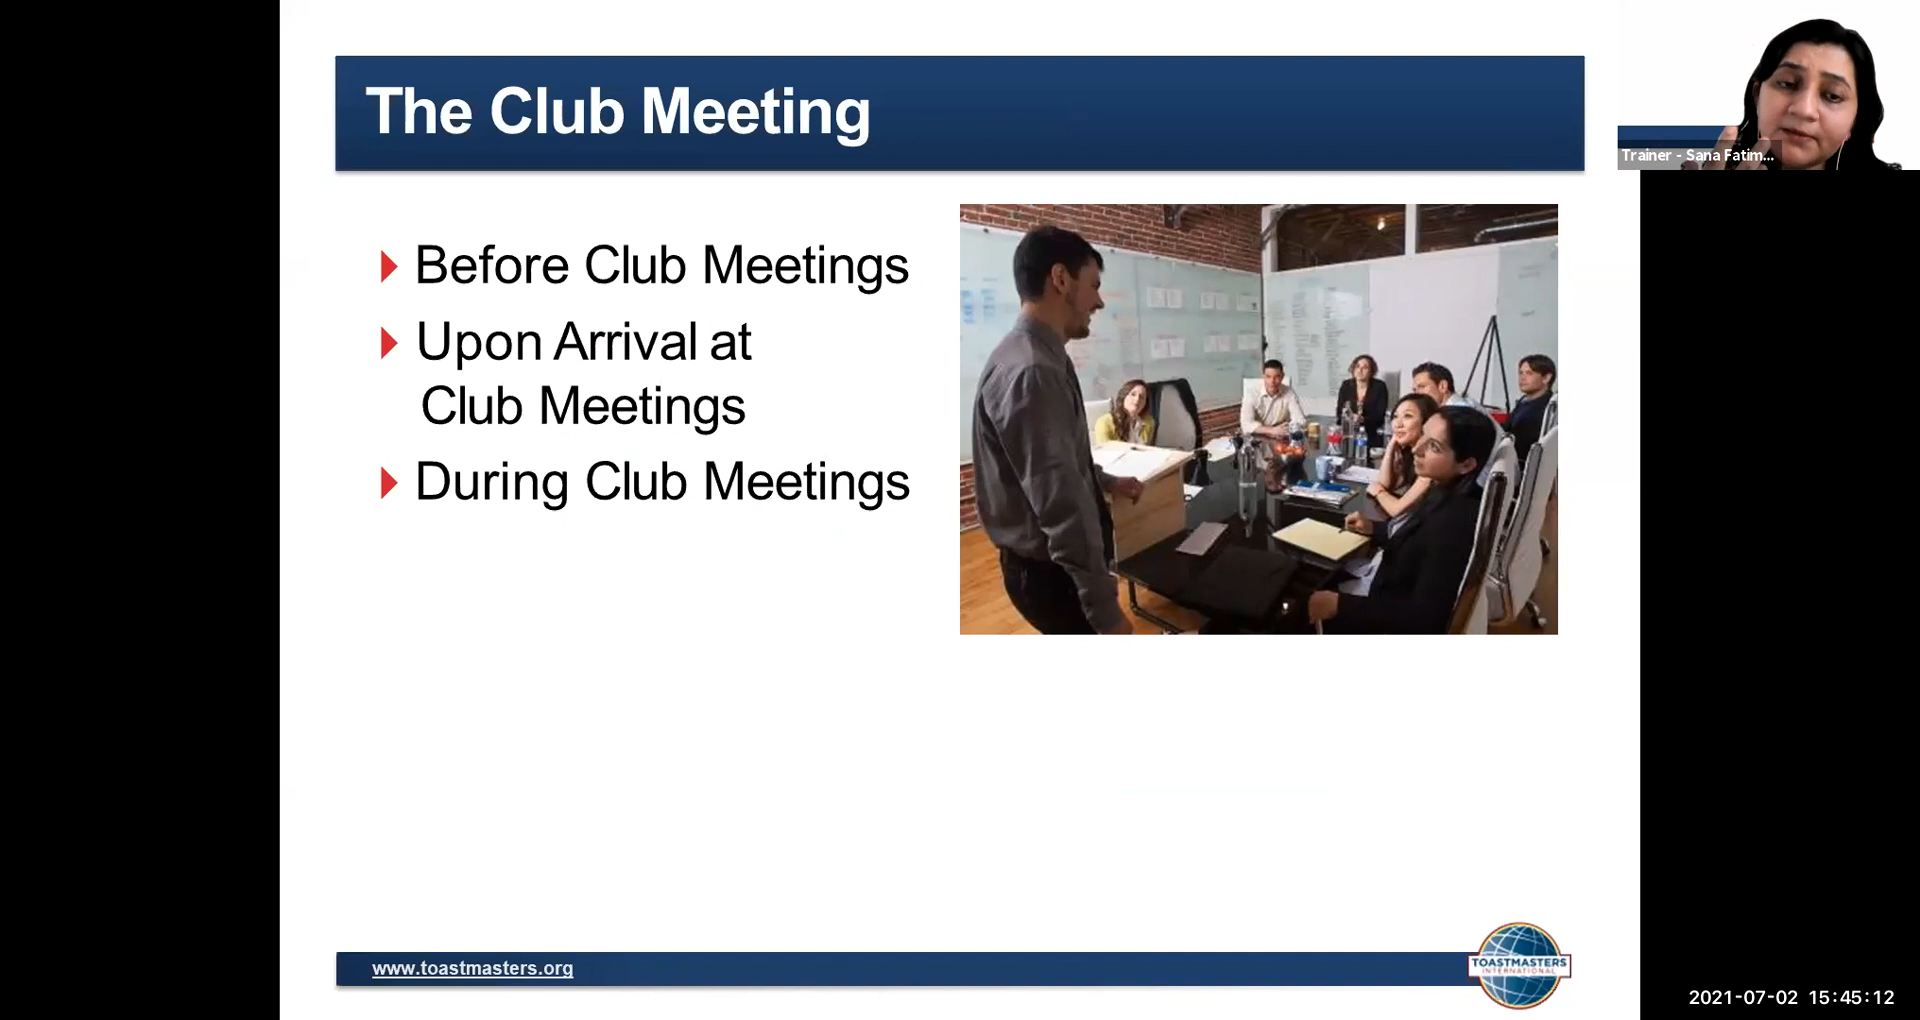 The Club Meeting
Trainer - Sana Fatim...
Before Club Meetings
Upon Arrival at
Club Meetings
During Club Meetings
www.toastmasters.org
TOASTMASTERS
INTERNATIONAL
2021-07-02 15:45:12